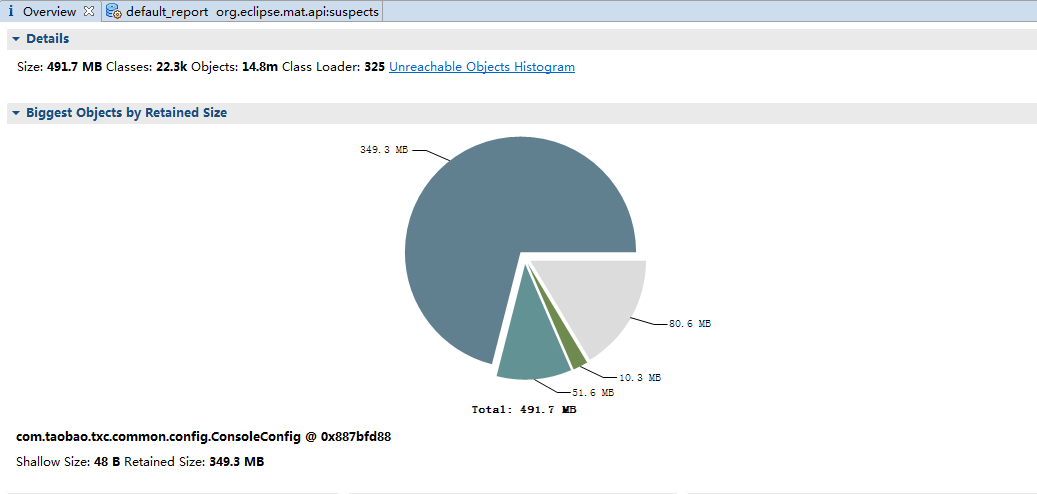 Overview default_report org.eclipse.mat.api:suspects
Details
Size: 491.7 MB Classes: 22.3k Objects: 14.8m Class Loader: 325 Unreachable Objects Histogram
Biggest Objects by Retained Size
349.3 MB
80.6 MB
10.3 MB
51.6 MB
Total: 491.7 MB
com.taobao.txc.common.config.ConsoleConfig @ 0x887bfd88
Shallow Size: 48 B Retained Size: 349.3 MB